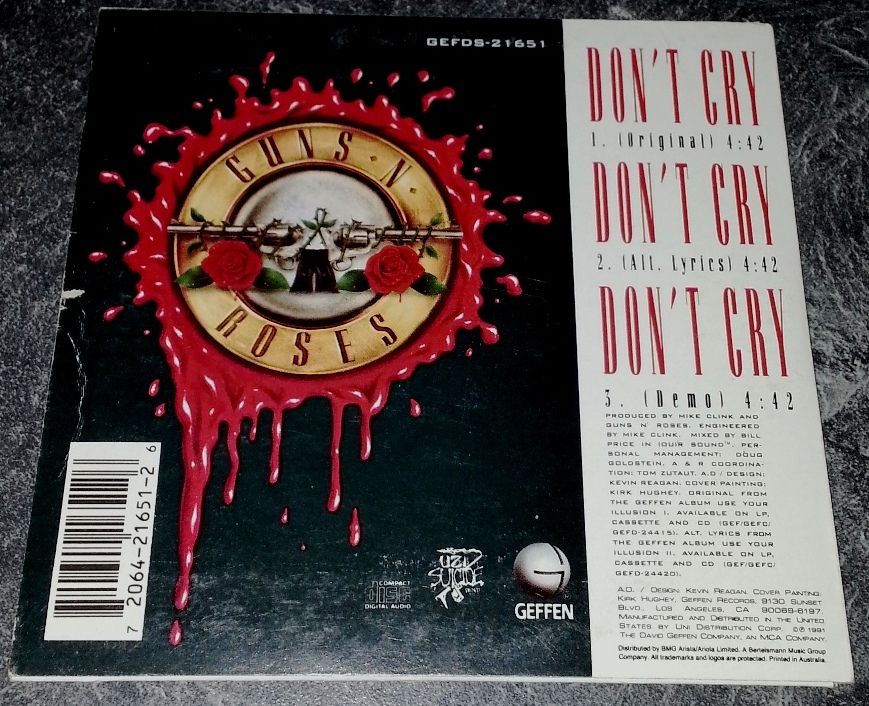 GEFDS-21651
GUNS · N ·
ROSES
7 2064-21651-2 6
COMPACT
disc
DIGITAL AUDIO
UZI
SUICIDE
GEFFEN
DON'T CRY
1. (Original) 4:42
DON'T CRY
2. (Alt. Lyrics) 4:42
DON'T CRY
3. (Demo) 4:42
PRODUCED BY MIKE CLINK AND
GUNS N' ROSES. ENGINEERED
BY MIKE CLINK. MIXED BY BILL
PRICE IN (OU)R SOUND™. PER-
SONAL MANAGEMENT: DOUG
GOLDSTEIN. A & R COORDINA-
TION: TOM ZUTAUT. A.D / DESIGN:
KEVIN REAGAN. COVER PAINTING:
KIRK HUGHEY. ORIGINAL FROM
THE GEFFEN ALBUM USE YOUR
ILLUSION I. AVAILABLE ON LP,
CASSETTE AND CD (GEF/GEFC/
GEFD-24415). ALT. LYRICS FROM
THE GEFFEN ALBUM USE YOUR
ILLUSION II. AVAILABLE ON LP,
CASSETTE AND CD (GEF/GEFC/
GEFD-24420).
A.D. / DESIGN: KEVIN REAGAN. COVER PAINTING:
KIRK HUGHEY. GEFFEN RECORDS, 9130 SUNSET
BLVD., LOS ANGELES, CA 90069-6197.
MANUFACTURED AND DISTRIBUTED IN THE UNITED
STATES BY UNI DISTRIBUTION CORP. ©℗ 1991
THE DAVID GEFFEN COMPANY, AN MCA COMPANY.
Distributed by BMG Arista/Ariola Limited. A Bertelsmann Music Group
Company. All trademarks and logos are protected. Printed in Australia.